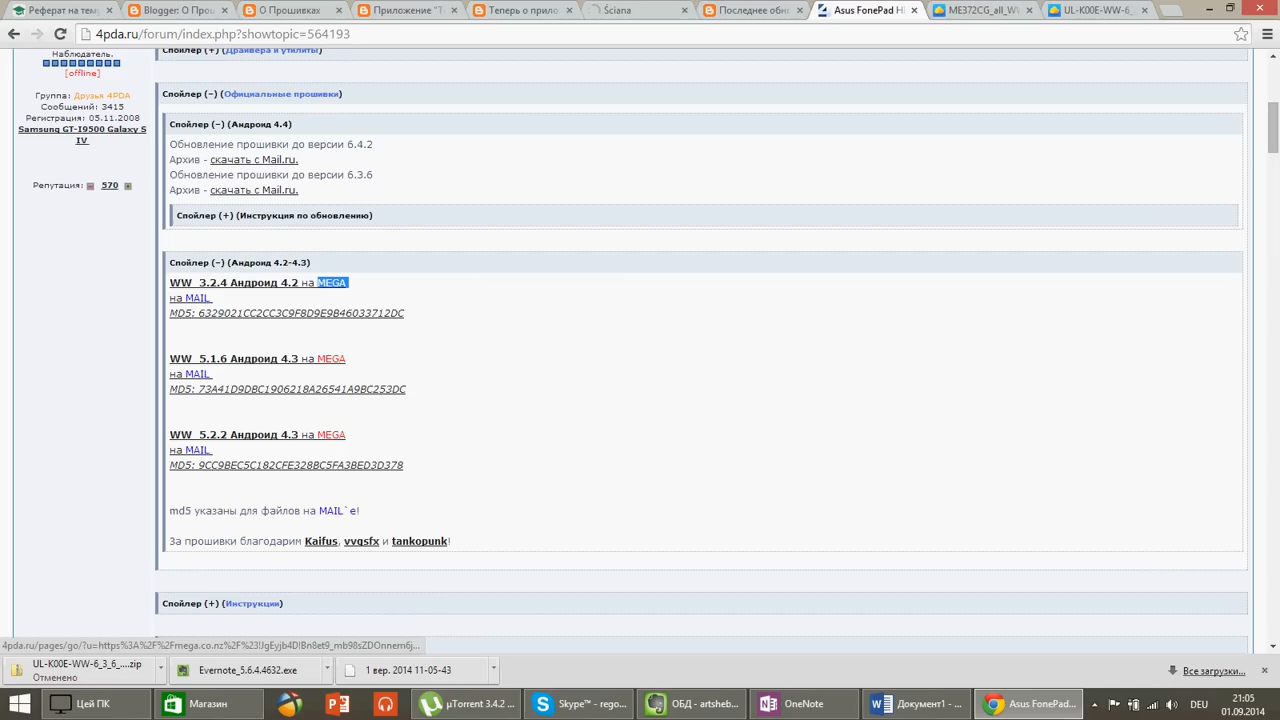 Реферат на тем
Blogger: О Прош
О Прошивках
Приложение "Т
Теперь о прило
Sciana
Последнее обн
Asus FonePad H
ME372CG_all_W
UL-K00E-WW-6_
4pda.ru/forum/index.php?showtopic=564193
Наблюдатель.
[offline]
Группа: Друзья 4PDA
Сообщений: 3415
Регистрация: 05.11.2008
Samsung GT-I9500 Galaxy S
IV
Репутация: 570
Спойлер (+) (Драйвера и утилиты)
Спойлер (−) (Официальные прошивки)
Спойлер (−) (Андроид 4.4)
Обновление прошивки до версии 6.4.2
Архив - скачать с Mail.ru.
Обновление прошивки до версии 6.3.6
Архив - скачать с Mail.ru.
Спойлер (+) (Инструкция по обновлению)
Спойлер (−) (Андроид 4.2-4.3)
WW_3.2.4 Андроид 4.2 на MEGA
на MAIL
MD5: 6329021CC2CC3C9F8D9E9B46033712DC
WW_5.1.6 Андроид 4.3 на MEGA
на MAIL
MD5: 73A41D9DBC1906218A26541A9BC253DC
WW_5.2.2 Андроид 4.3 на MEGA
на MAIL
MD5: 9CC9BEC5C182CFE328BC5FA3BED3D378
md5 указаны для файлов на MAIL`e!
За прошивки благодарим Kaifus, vvgsfx и tankopunk!
Спойлер (+) (Инструкции)
UL-K00E-WW-6_3_6_....zip
Отменено
Evernote_5.6.4.4632.exe
1 вер. 2014 11-05-43
Все загрузки...
Цей ПК
Магазин
µTorrent 3.4.2 ...
Skype™ - rego...
ОБД - artsheb...
OneNote
Документ1 - ...
Asus FonePad...
DEU
21:05
01.09.2014